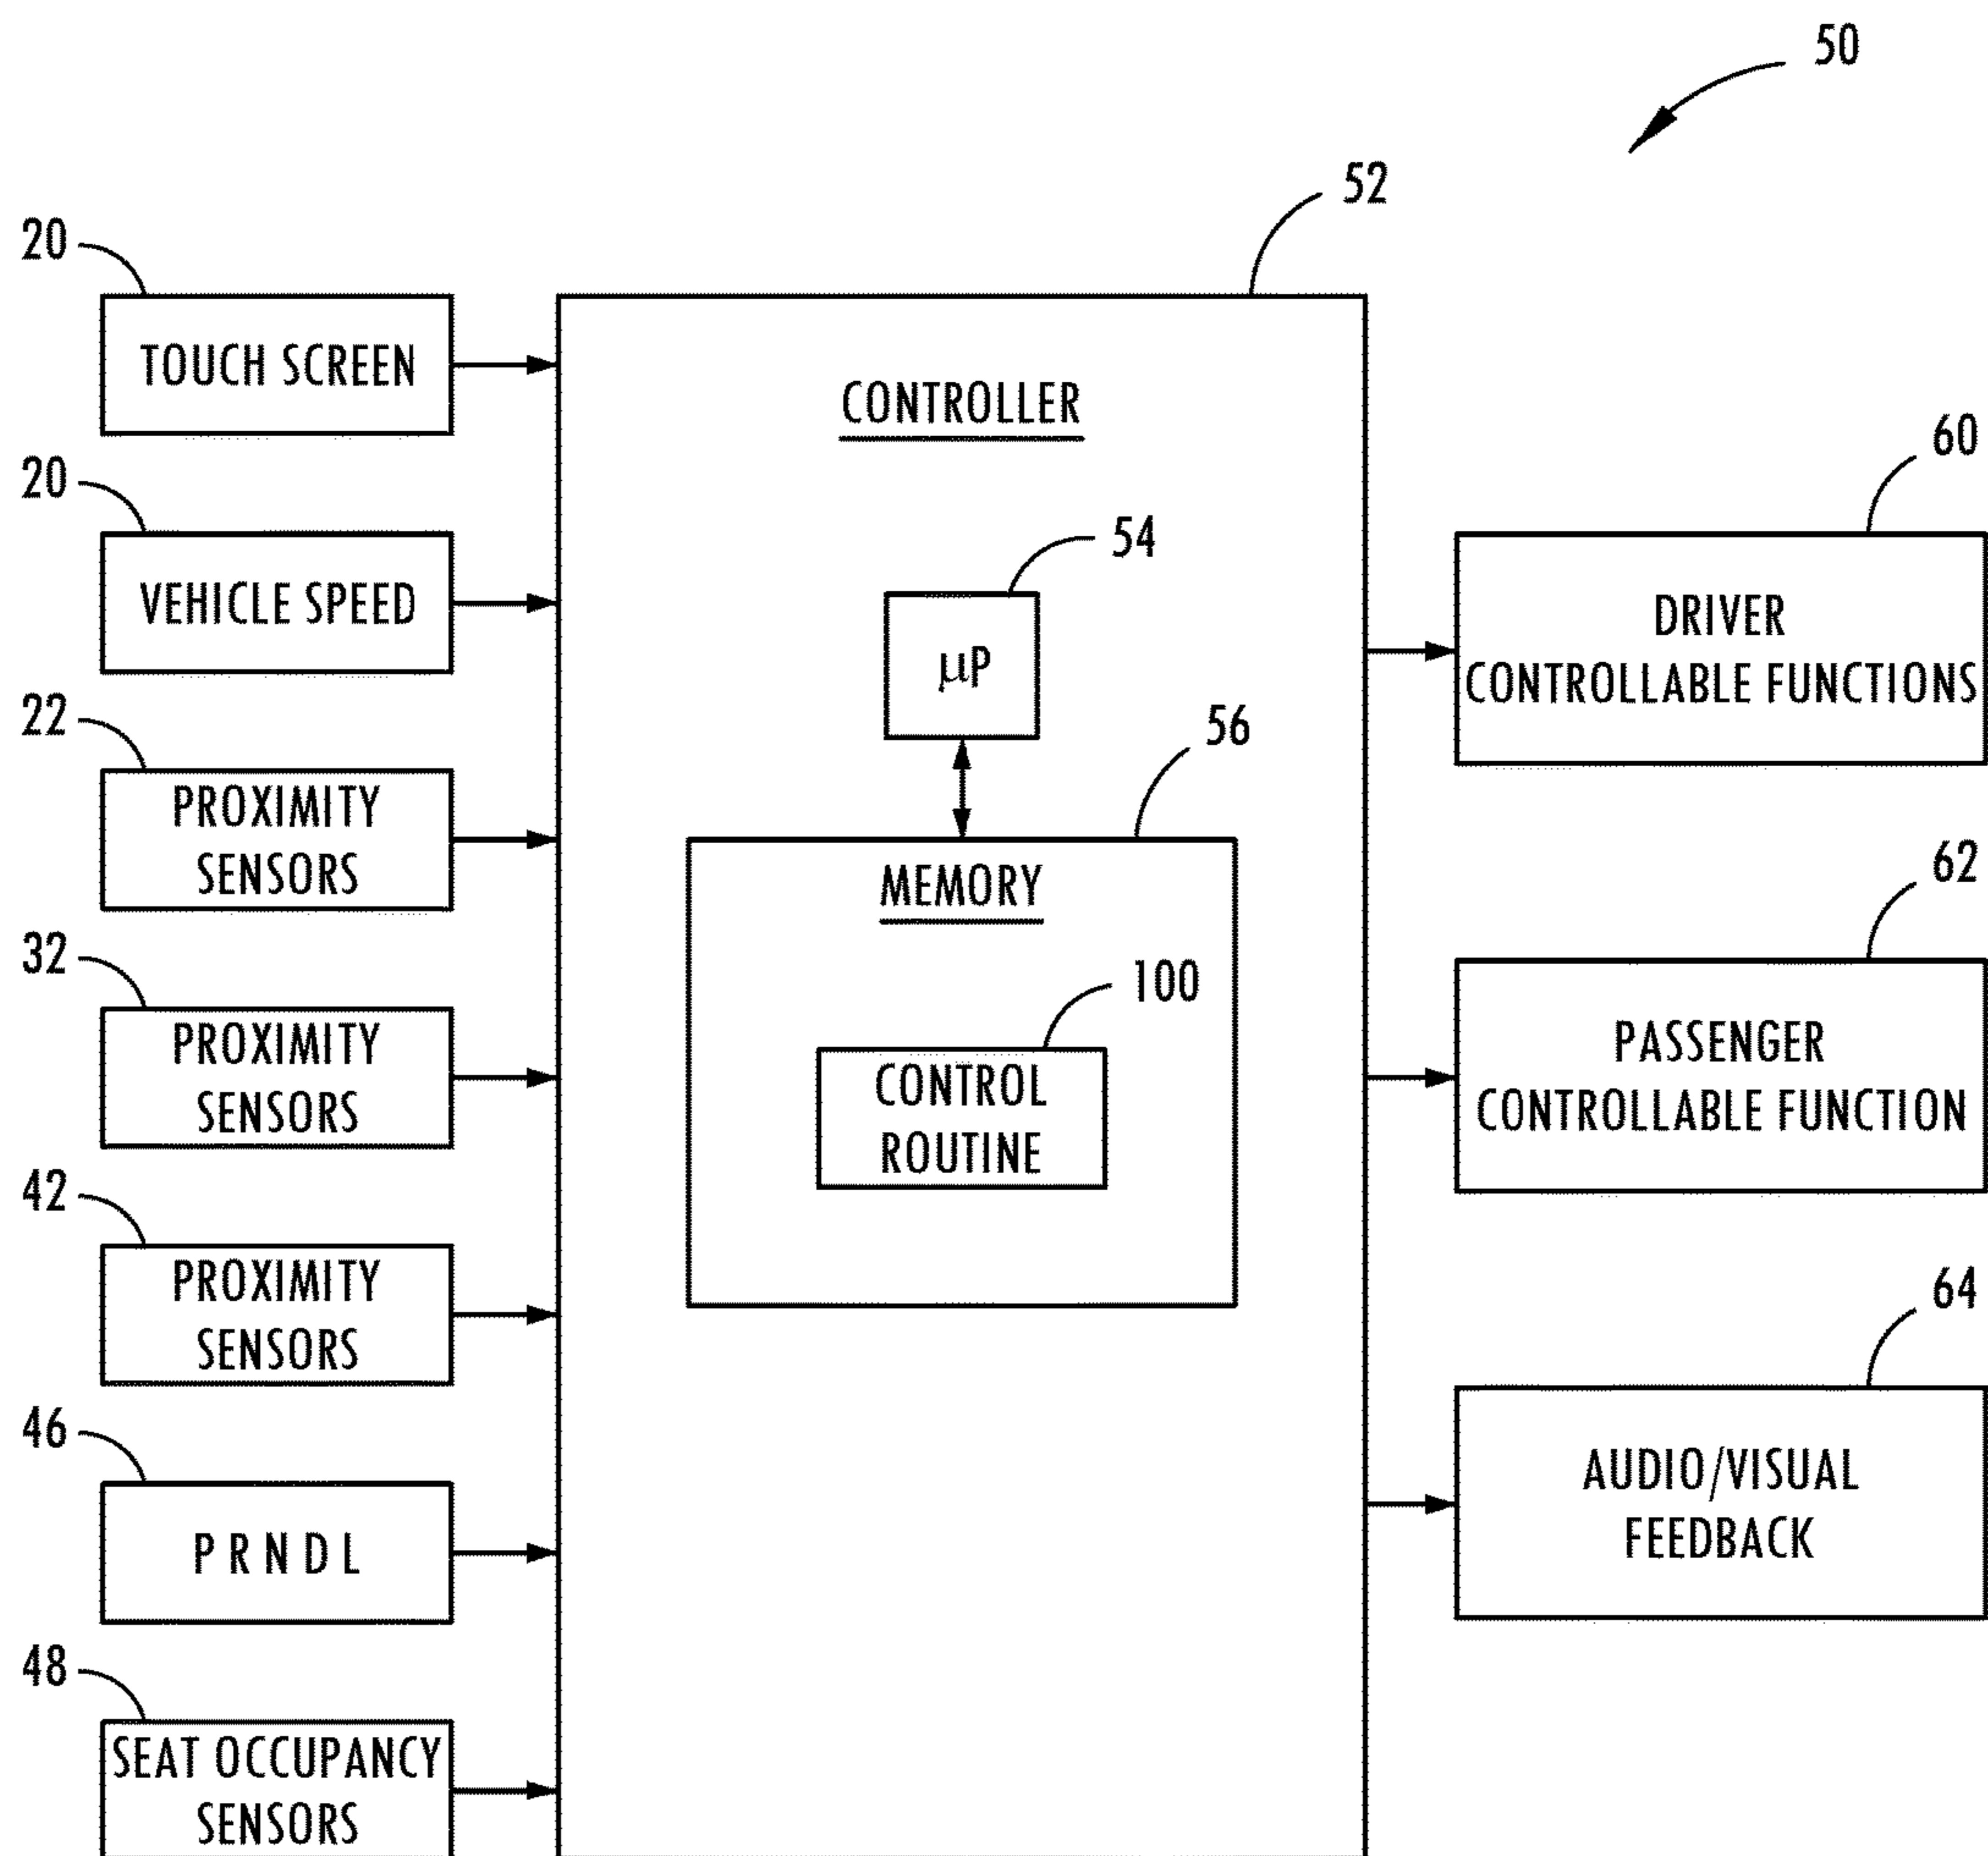 50
52
20
TOUCH SCREEN
CONTROLLER
20
VEHICLE SPEED
54
μP
60
DRIVER
CONTROLLABLE FUNCTIONS
22
PROXIMITY
SENSORS
56
MEMORY
62
PASSENGER
CONTROLLABLE FUNCTION
32
PROXIMITY
SENSORS
100
CONTROL
ROUTINE
42
PROXIMITY
SENSORS
64
AUDIO/VISUAL
FEEDBACK
46
P R N D L
48
SEAT OCCUPANCY
SENSORS